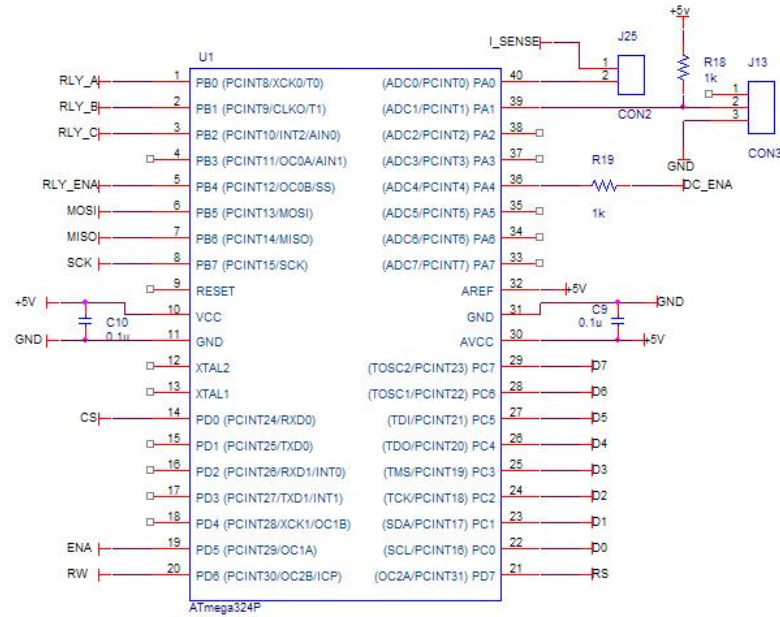 +5v
J25
I_SENSE
U1
R18
J13
1k
1
2
CON2
1
2
3
CON3
GND
RLY_A 1 PB0 (PCINT8/XCK0/T0) (ADC0/PCINT0) PA0 40
RLY_B 2 PB1 (PCINT9/CLKO/T1) (ADC1/PCINT1) PA1 39
RLY_C 3 PB2 (PCINT10/INT2/AIN0) (ADC2/PCINT2) PA2 38
4 PB3 (PCINT11/OC0A/AIN1) (ADC3/PCINT3) PA3 37
RLY_ENA 5 PB4 (PCINT12/OC0B/SS) (ADC4/PCINT4) PA4 36 R19 1k DC_ENA
MOSI 6 PB5 (PCINT13/MOSI) (ADC5/PCINT5) PA5 35
MISO 7 PB6 (PCINT14/MISO) (ADC6/PCINT6) PA6 34
SCK 8 PB7 (PCINT15/SCK) (ADC7/PCINT7) PA7 33
9 RESET AREF 32 +5V
+5V 10 VCC GND 31 C9 0.1u GND
GND C10 0.1u 11 GND AVCC 30 +5V
12 XTAL2 (TOSC2/PCINT23) PC7 29 D7
13 XTAL1 (TOSC1/PCINT22) PC6 28 D6
CS 14 PD0 (PCINT24/RXD0) (TDI/PCINT21) PC5 27 D5
15 PD1 (PCINT25/TXD0) (TDO/PCINT20) PC4 26 D4
16 PD2 (PCINT26/RXD1/INT0) (TMS/PCINT19) PC3 25 D3
17 PD3 (PCINT27/TXD1/INT1) (TCK/PCINT18) PC2 24 D2
18 PD4 (PCINT28/XCK1/OC1B) (SDA/PCINT17) PC1 23 D1
ENA 19 PD5 (PCINT29/OC1A) (SCL/PCINT16) PC0 22 D0
RW 20 PD6 (PCINT30/OC2B/ICP) (OC2A/PCINT31) PD7 21 RS
ATmega324P